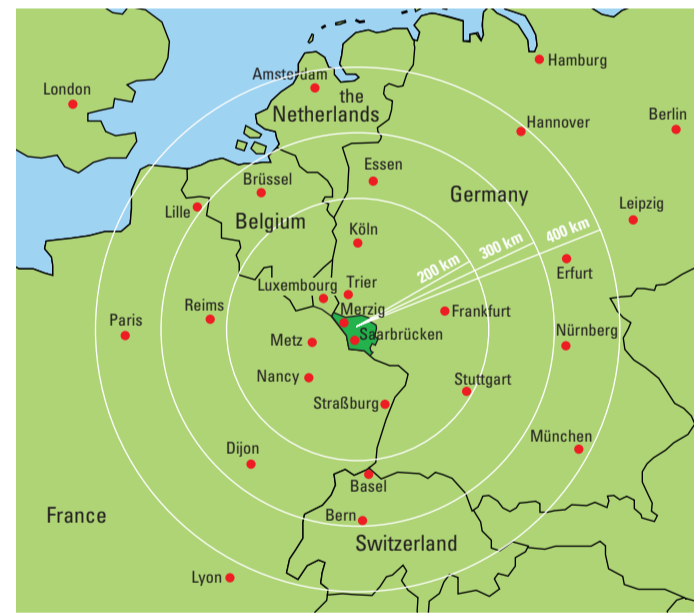 Hamburg
Amsterdam
London
the
Netherlands
Berlin
Hannover
Essen
Brüssel
Germany
Leipzig
Lille
Belgium
Köln
200 km
300 km
400 km
Erfurt
Luxembourg
Trier
Reims
Merzig
Frankfurt
Paris
Saarbrücken
Nürnberg
Metz
Nancy
Stuttgart
Straßburg
München
Dijon
Basel
France
Bern
Switzerland
Lyon